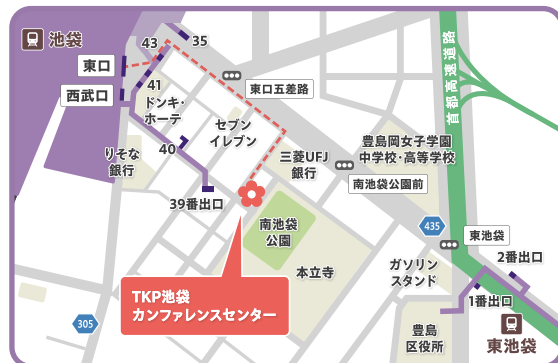 池袋
43
35
東口
西武口
41
ドンキ・
ホーテ
東口五差路
首都高速道路
セブン
イレブン
りそな
銀行
40
三菱UFJ
銀行
豊島岡女子学園
中学校・高等学校
南池袋公園前
39番出口
南池袋
公園
435
東池袋
本立寺
ガソリン
スタンド
2番出口
1番出口
TKP池袋
カンファレンスセンター
305
豊島
区役所
東池袋